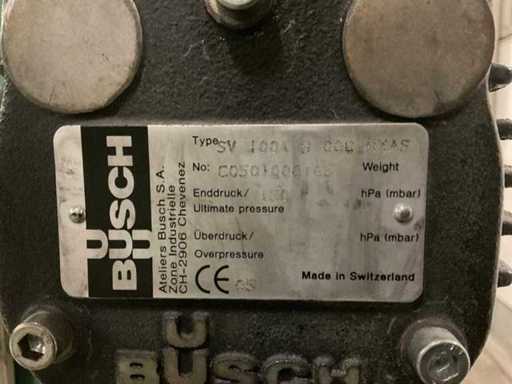 U
BUSCH
U
Ateliers Busch S.A.
Zone Industrielle
CH-2906 Chevenez
Type SV
No:
Weight
Enddruck/ hPa (mbar)
Ultimate pressure
Überdruck/ hPa (mbar)
Overpressure
CE
Made in Switzerland
U
BUSCH